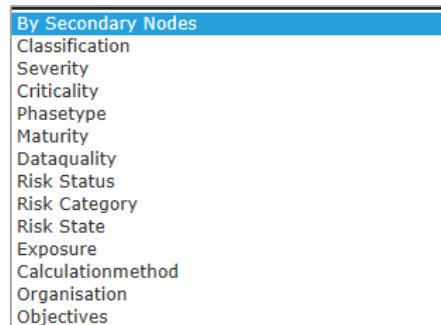 By Secondary Nodes
Classification
Severity
Criticality
Phasetype
Maturity
Dataquality
Risk Status
Risk Category
Risk State
Exposure
Calculationmethod
Organisation
Objectives